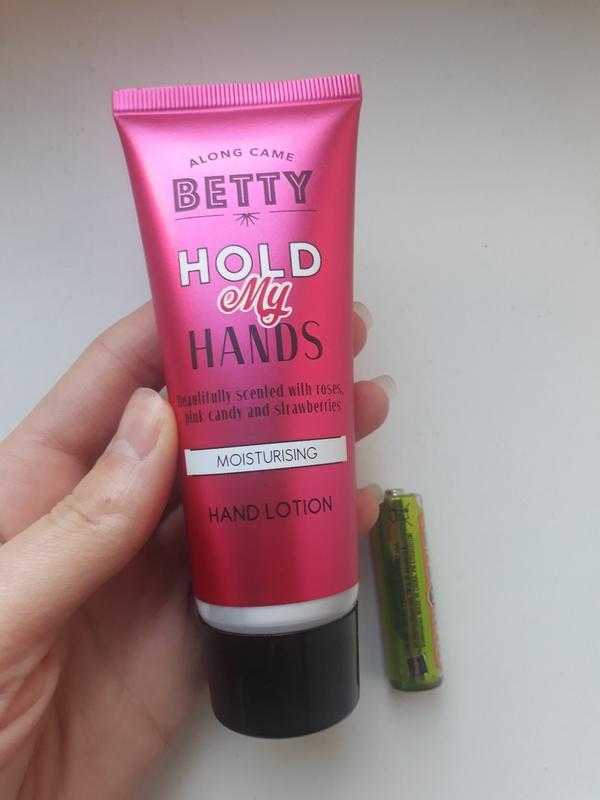 ALONG CAME
BETTY
HOLD
My
HANDS
Beautifully scented with roses,
pink candy and strawberries
MOISTURISING
HAND LOTION